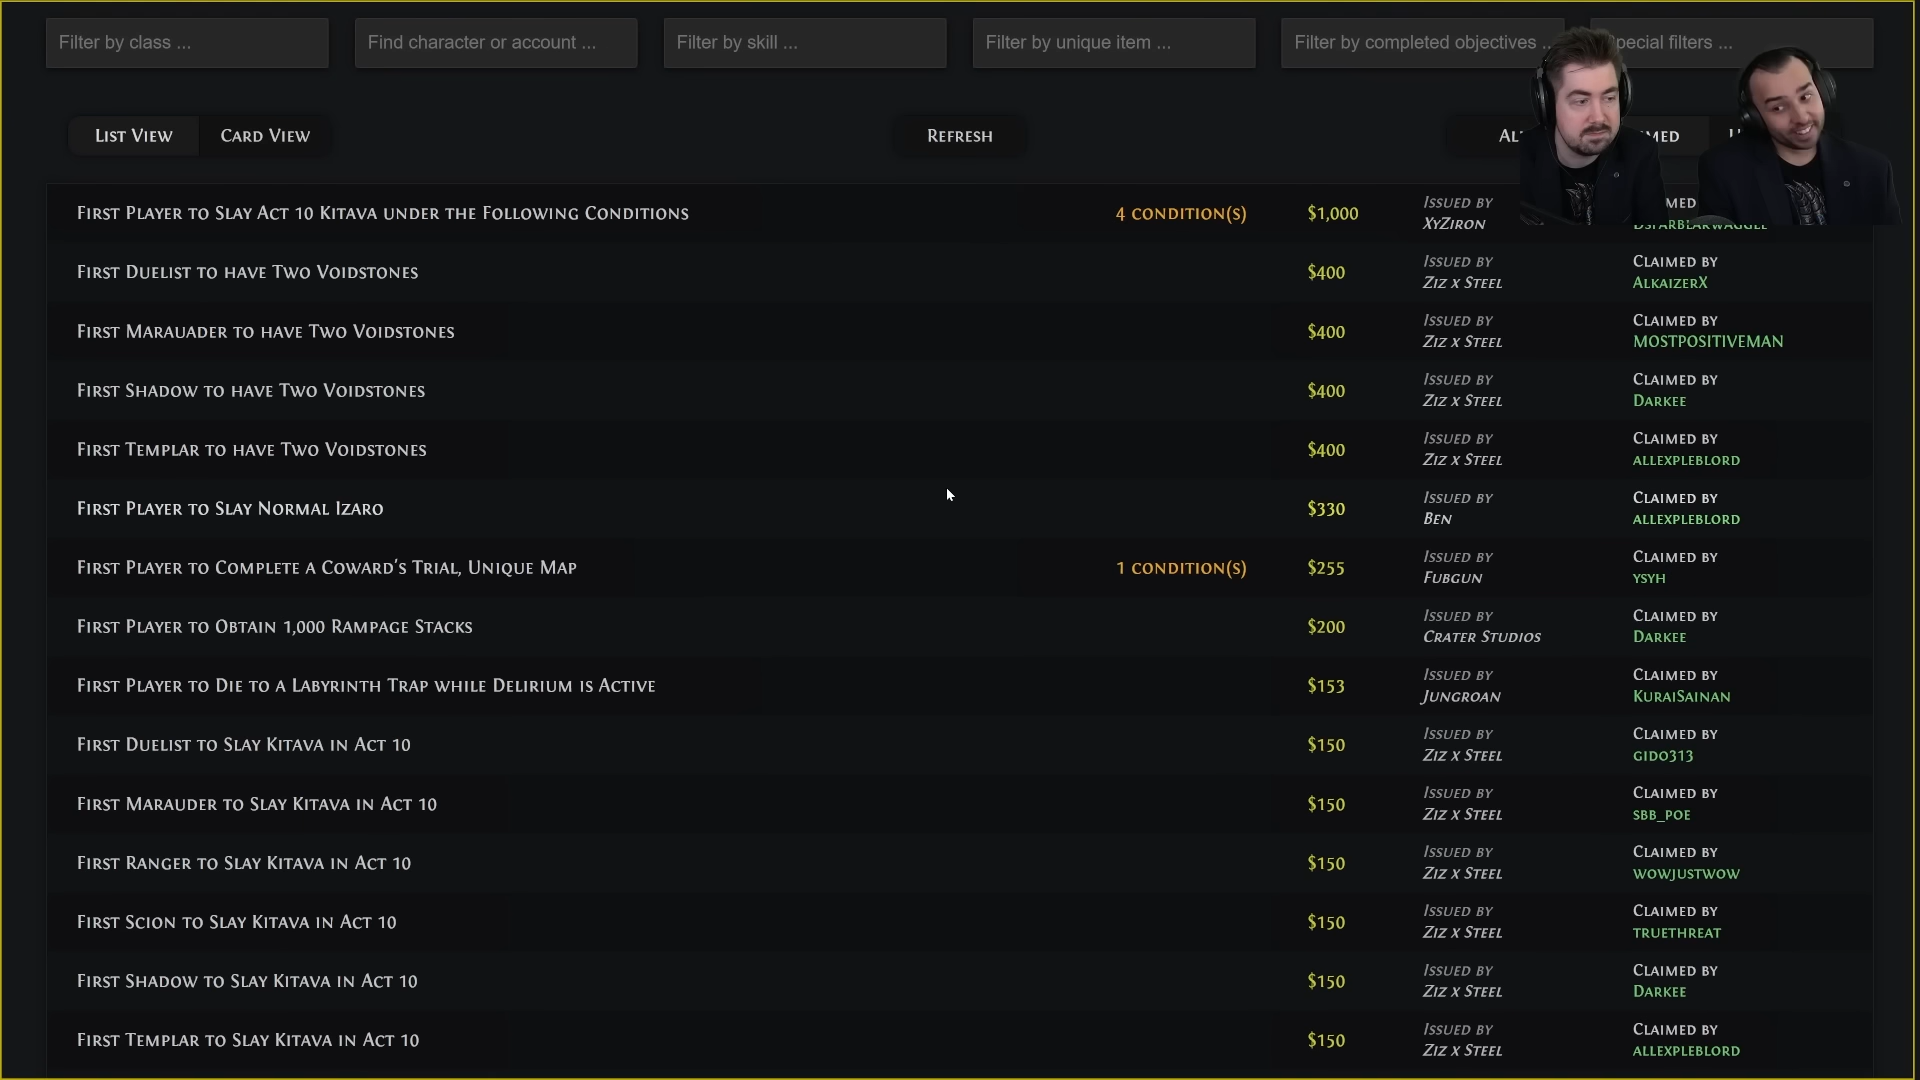 Filter by class ...
Find character or account ...
Filter by skill ...
Filter by unique item ...
Filter by completed objectives ...
pecial filters ...
List View
Card View
Refresh
First Player to Slay Act 10 Kitava under the Following Conditions
4 condition(s)
$1,000
Issued by
XyZiron
First Duelist to have Two Voidstones
$400
Issued by
Ziz x Steel
Claimed by
AlkaizerX
First Marauader to have Two Voidstones
$400
Issued by
Ziz x Steel
Claimed by
MOSTPOSITIVEMAN
First Shadow to have Two Voidstones
$400
Issued by
Ziz x Steel
Claimed by
Darkee
First Templar to have Two Voidstones
$400
Issued by
Ziz x Steel
Claimed by
allexpleblord
First Player to Slay Normal Izaro
$330
Issued by
Ben
Claimed by
allexpleblord
First Player to Complete a Coward's Trial, Unique Map
1 condition(s)
$255
Issued by
Fubgun
Claimed by
ysyh
First Player to Obtain 1,000 Rampage Stacks
$200
Issued by
Crater Studios
Claimed by
Darkee
First Player to Die to a Labyrinth Trap while Delirium is Active
$153
Issued by
Jungroan
Claimed by
KuraiSainan
First Duelist to Slay Kitava in Act 10
$150
Issued by
Ziz x Steel
Claimed by
gido313
First Marauder to Slay Kitava in Act 10
$150
Issued by
Ziz x Steel
Claimed by
sbb_poe
First Ranger to Slay Kitava in Act 10
$150
Issued by
Ziz x Steel
Claimed by
wowjustwow
First Scion to Slay Kitava in Act 10
$150
Issued by
Ziz x Steel
Claimed by
truethreat
First Shadow to Slay Kitava in Act 10
$150
Issued by
Ziz x Steel
Claimed by
Darkee
First Templar to Slay Kitava in Act 10
$150
Issued by
Ziz x Steel
Claimed by
allexpleblord